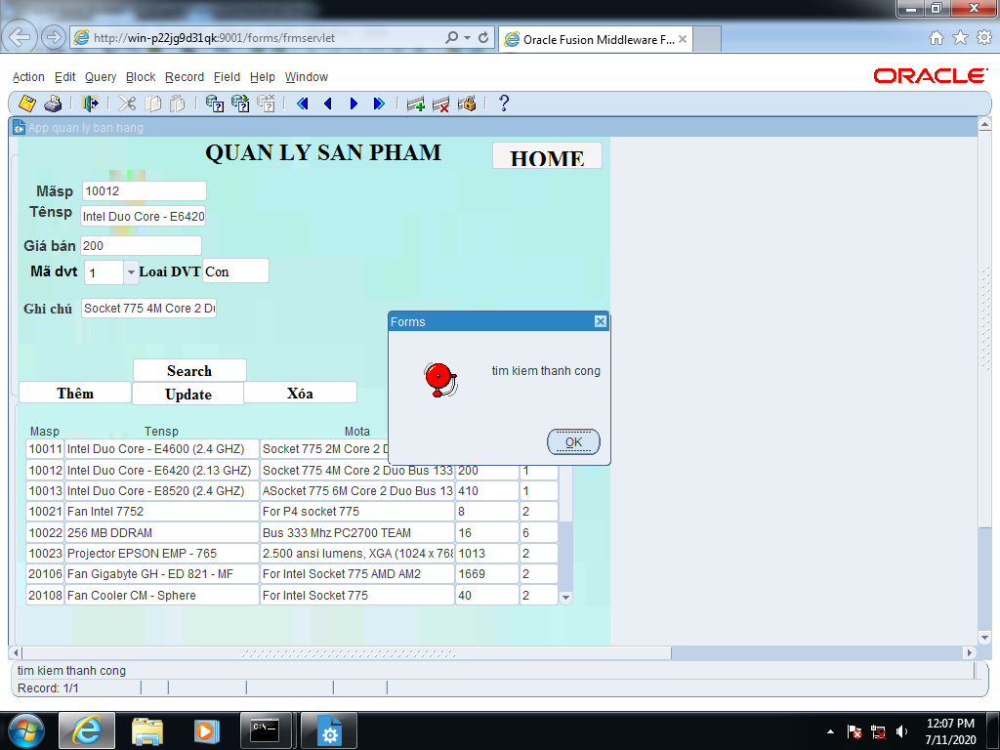 http://win-p22jg9d31qk:9001/forms/frmservlet
Oracle Fusion Middleware F...
Action Edit Query Block Record Field Help Window
ORACLE
App quan ly ban hang
QUAN LY SAN PHAM
HOME
Mãsp 10012
Tênsp Intel Duo Core - E6420
Giá bán 200
Mã dvt 1 Loai DVT Con
Ghi chú Socket 775 4M Core 2 Du
Forms
tim kiem thanh cong
OK
Search
Thêm Update Xóa
Masp Tensp Mota
10011 Intel Duo Core - E4600 (2.4 GHZ) Socket 775 2M Core 2 D
10012 Intel Duo Core - E6420 (2.13 GHZ) Socket 775 4M Core 2 Duo Bus 133 200 1
10013 Intel Duo Core - E8520 (2.4 GHZ) ASocket 775 6M Core 2 Duo Bus 13 410 1
10021 Fan Intel 7752 For P4 socket 775 8 2
10022 256 MB DDRAM Bus 333 Mhz PC2700 TEAM 16 6
10023 Projector EPSON EMP - 765 2.500 ansi lumens, XGA (1024 x 768 1013 2
20106 Fan Gigabyte GH - ED 821 - MF For Intel Socket 775 AMD AM2 1669 2
20108 Fan Cooler CM - Sphere For Intel Socket 775 40 2
tim kiem thanh cong
Record: 1/1
12:07 PM
7/11/2020